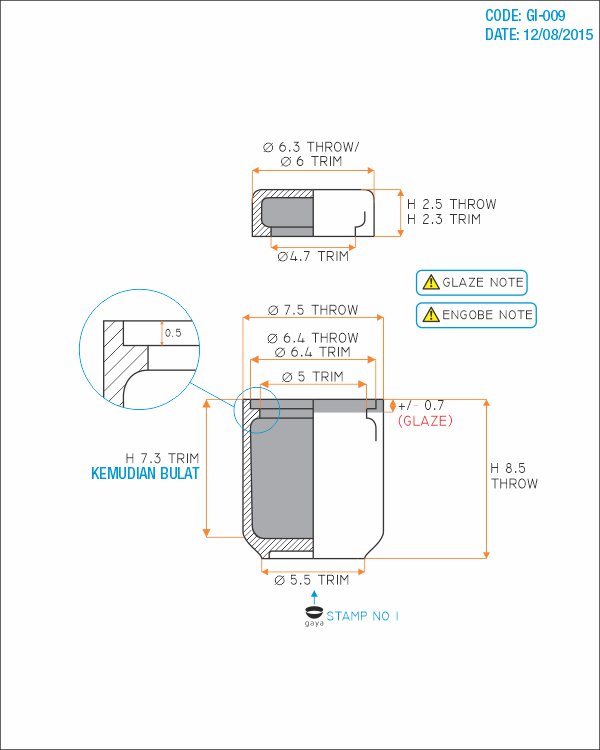 CODE: GI-009
DATE: 12/08/2015
Ø 6.3 THROW/
Ø 6 TRIM
H 2.5 THROW
H 2.3 TRIM
Ø4.7 TRIM
GLAZE NOTE
ENGOBE NOTE
Ø 7.5 THROW
Ø 6.4 THROW
Ø 6.4 TRIM
Ø 5 TRIM
0.5
+/- 0.7
(GLAZE)
H 7.3 TRIM
KEMUDIAN BULAT
H 8.5
THROW
Ø 5.5 TRIM
gaya
STAMP NO I